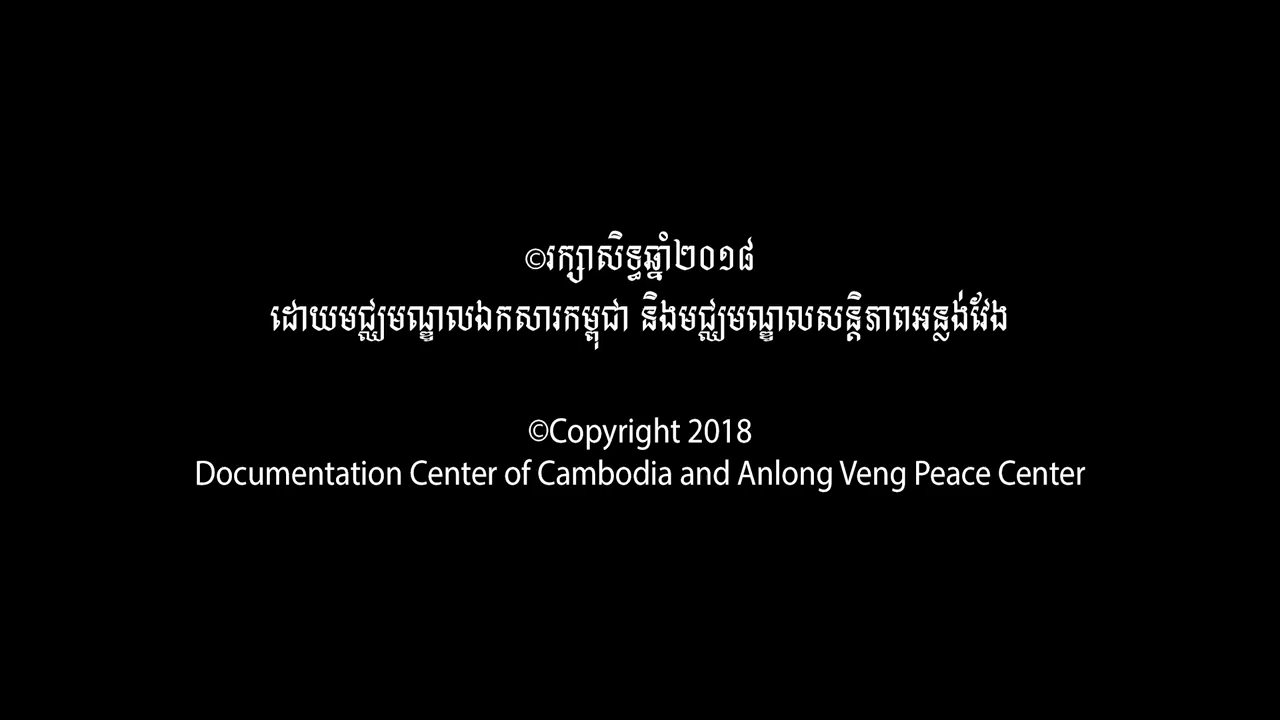 ©រក្សាសិទ្ធឆ្នាំ២០១៨
ដោយមជ្ឈមណ្ឌលឯកសារកម្ពុជា និងមជ្ឈមណ្ឌលសន្តិភាពអន្លង់វែង
©Copyright 2018
Documentation Center of Cambodia and Anlong Veng Peace Center